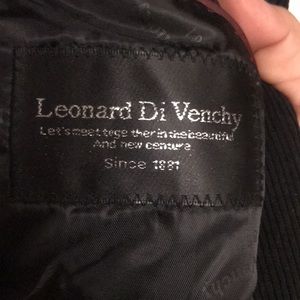 Leonard Di Venchy
Let's meet toge ther in the beautiful
And new centure
Since 1881